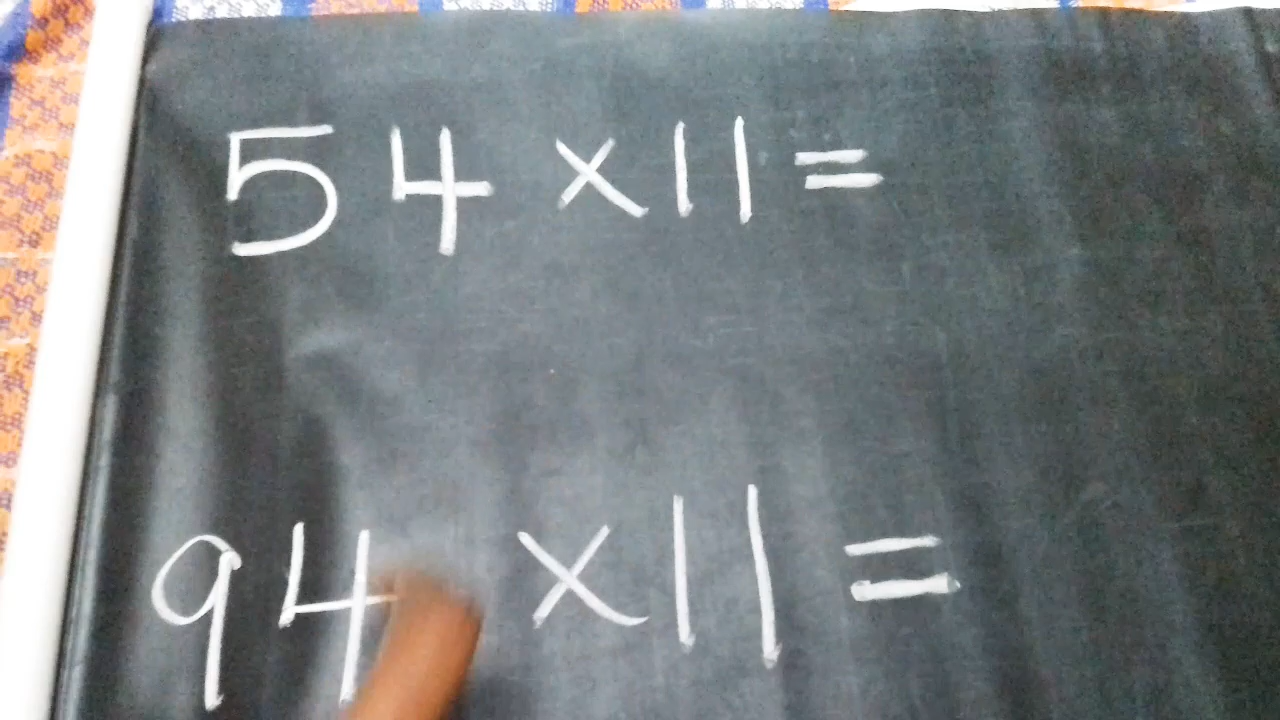 54 × 11 =
94 × 11 =